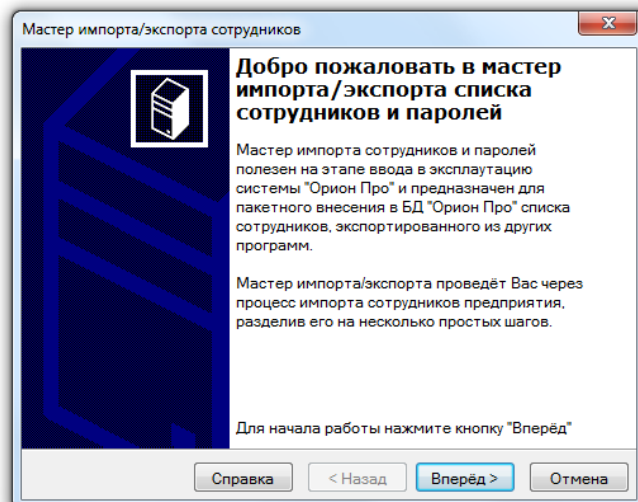 Мастер импорта/экспорта сотрудников
Добро пожаловать в мастер
импорта/экспорта списка
сотрудников и паролей
Мастер импорта сотрудников и паролей
полезен на этапе ввода в эксплаутацию
системы "Орион Про" и предназначен для
пакетного внесения в БД "Орион Про" списка
сотрудников, экспортированного из других
программ.
Мастер импорта/экспорта проведёт Вас через
процесс импорта сотрудников предприятия,
разделив его на несколько простых шагов.
Для начала работы нажмите кнопку "Вперёд"
Справка < Назад Вперёд > Отмена